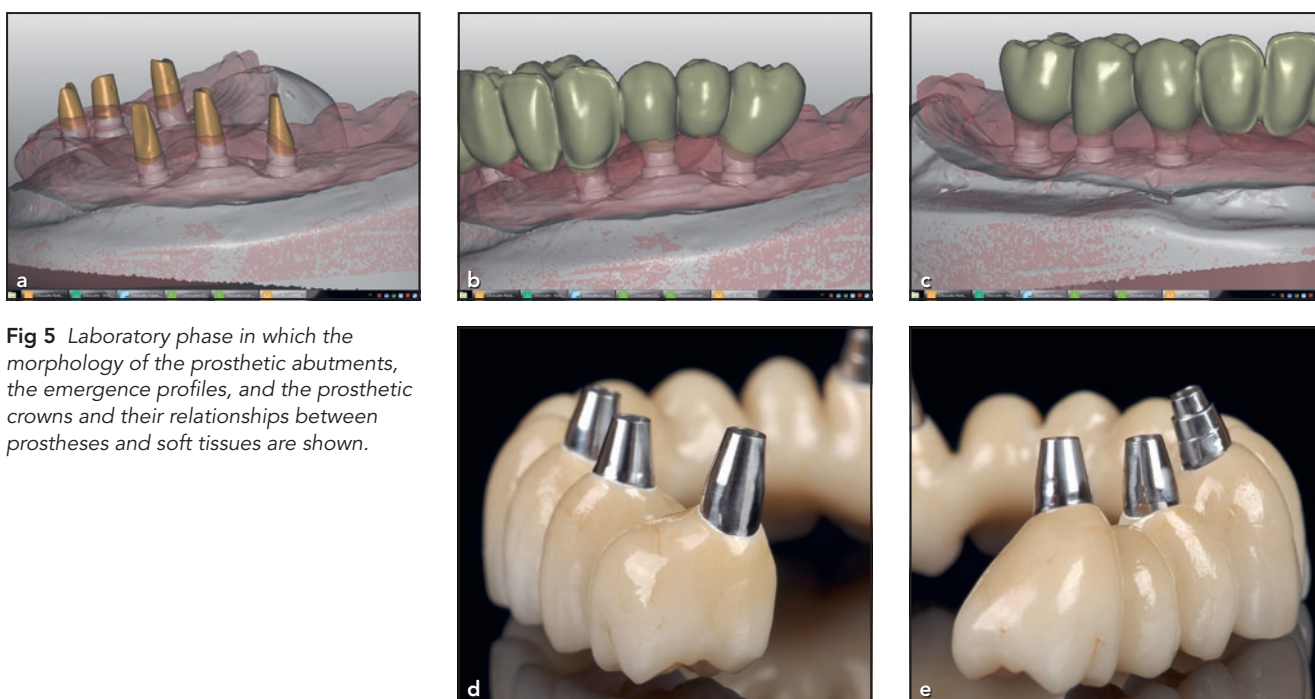 a
b
c
Fig 5 Laboratory phase in which the
morphology of the prosthetic abutments,
the emergence profiles, and the prosthetic
crowns and their relationships between
prostheses and soft tissues are shown.
d
e